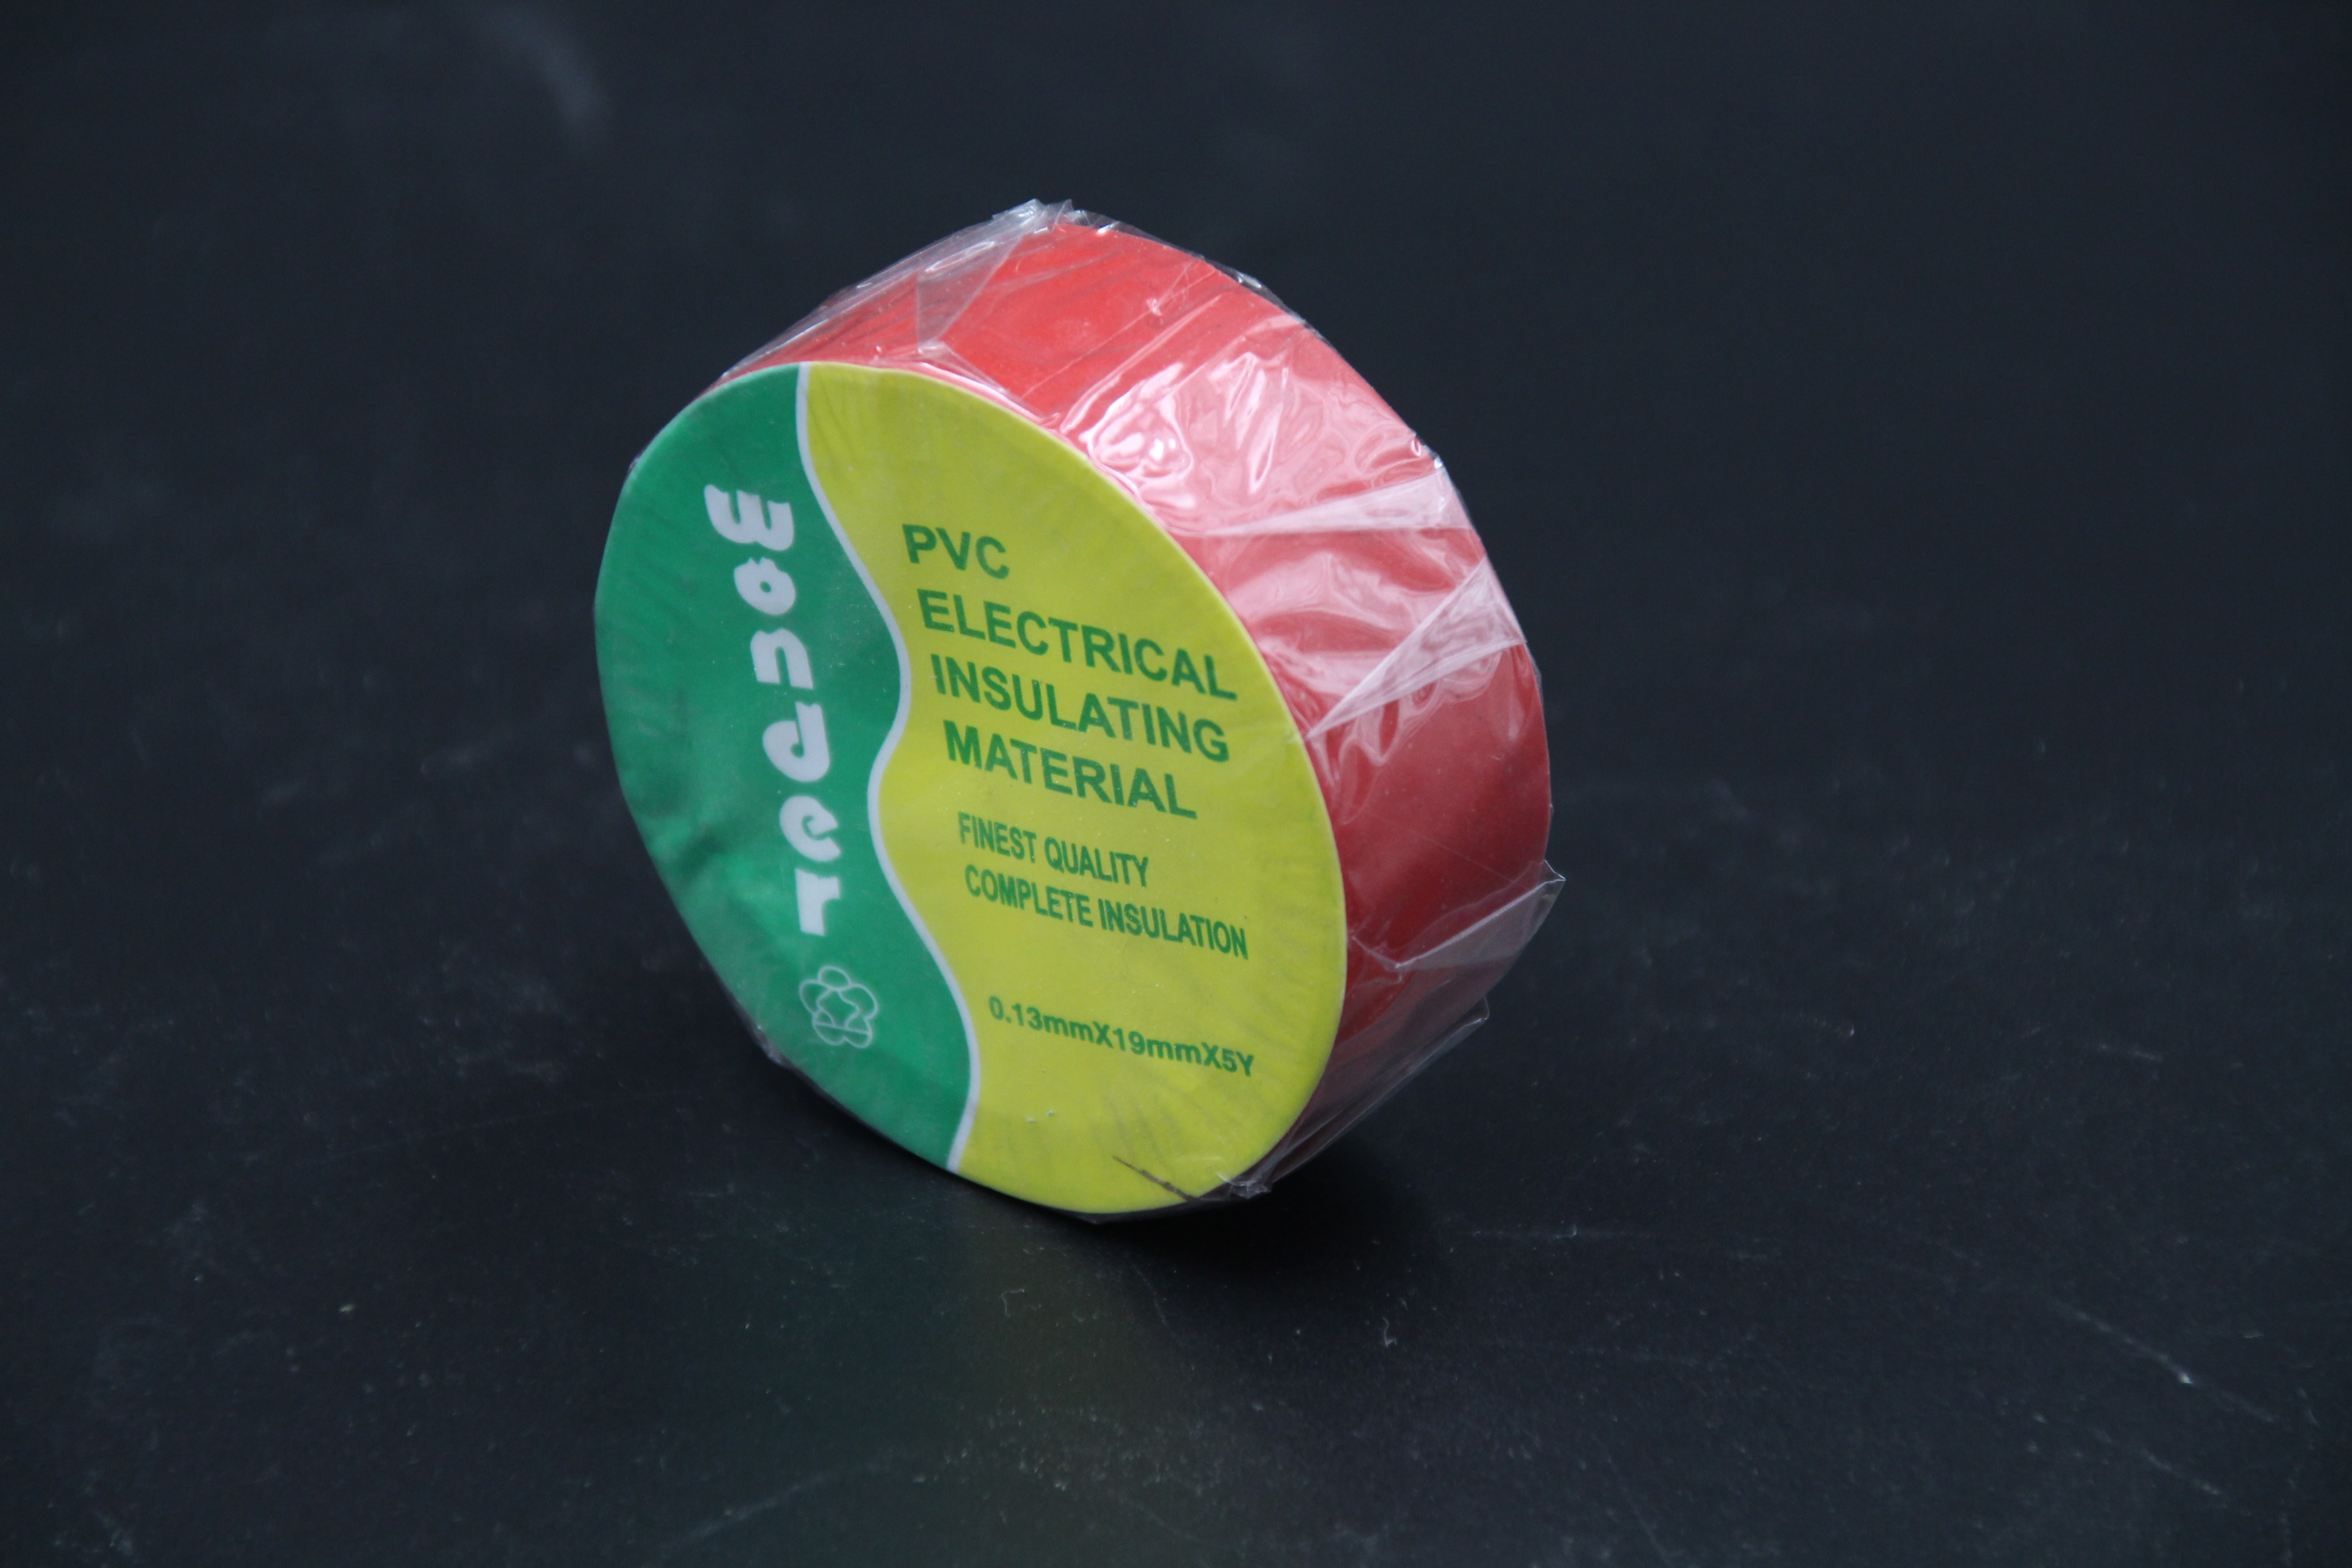 Wonder
PVC
ELECTRICAL
INSULATING
MATERIAL
FINEST QUALITY
COMPLETE INSULATION
0.13mmX19mmX5Y